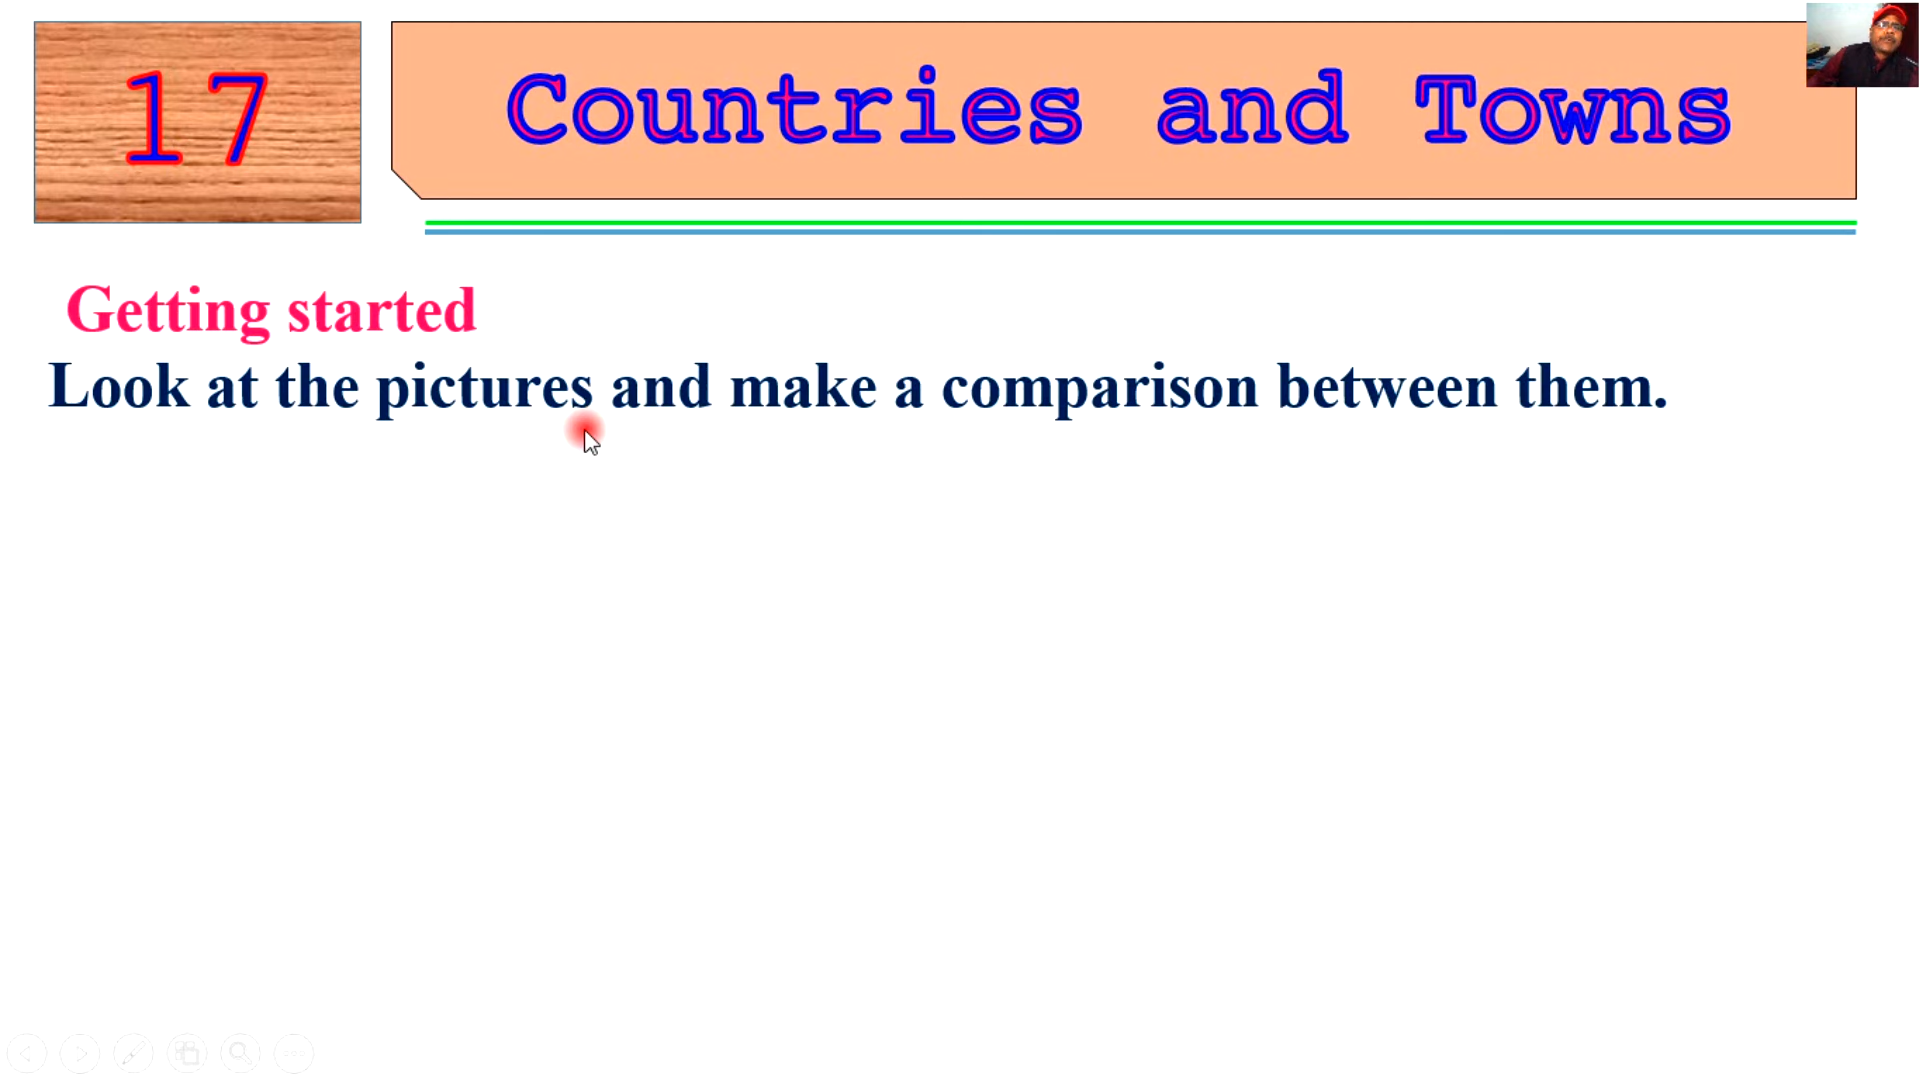 17
Countries and Towns
Getting started
Look at the pictures and make a comparison between them.